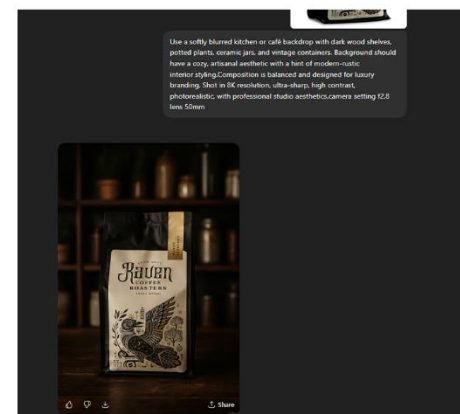 Use a softly blurred kitchen or café backdrop with dark wood shelves,
potted plants, ceramic jars, and vintage containers. Background should
have a cozy, artisanal aesthetic with a hint of modern-rustic
interior styling.Composition is balanced and designed for luxury
branding. Shot in 8K resolution, ultra-sharp, high contrast,
photorealistic, with professional studio aesthetics.camera setting f2.8
lens 50mm
Raven
COFFEE
ROASTERS
Share